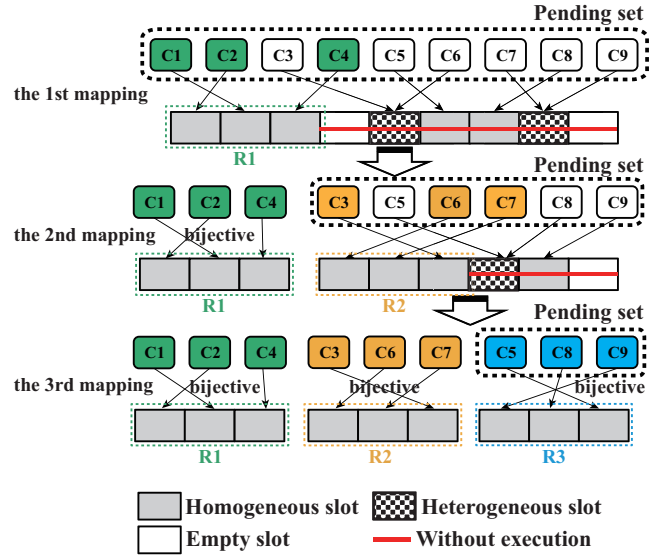 Pending set
C1 C2 C3 C4 C5 C6 C7 C8 C9
the 1st mapping
R1
Pending set
C1 C2 C4 C3 C5 C6 C7 C8 C9
the 2nd mapping bijective
R1 R2
Pending set
C1 C2 C4 C3 C6 C7 C5 C8 C9
the 3rd mapping bijective bijective bijective
R1 R2 R3
Homogeneous slot Heterogeneous slot
Empty slot Without execution